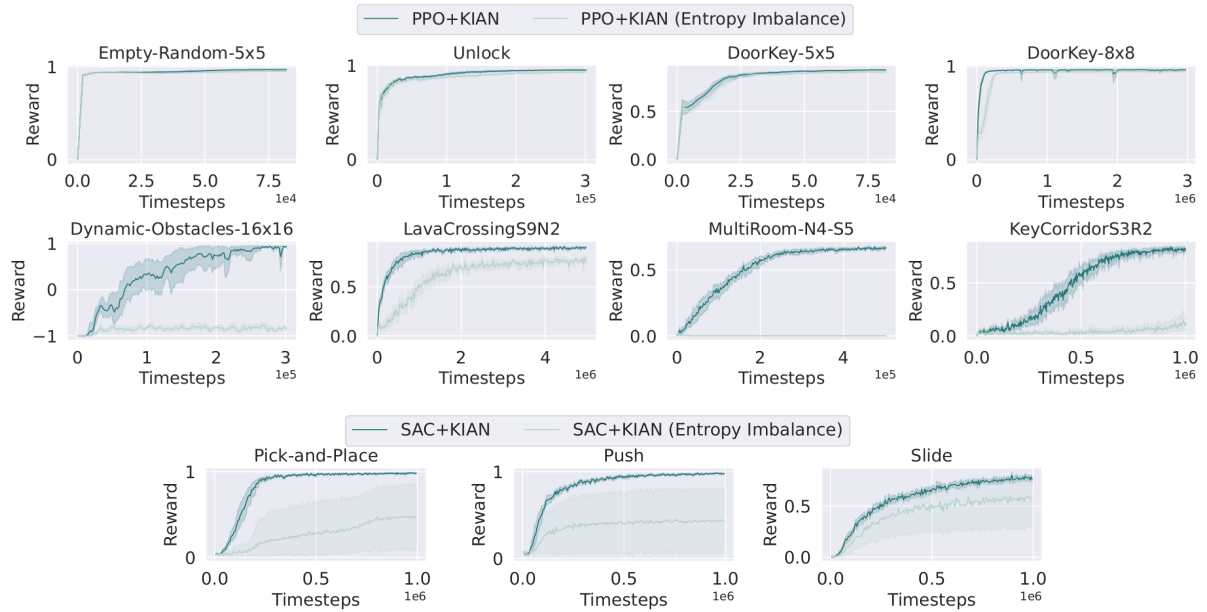 PPO+KIAN PPO+KIAN (Entropy Imbalance)
Empty-Random-5x5 Unlock DoorKey-5x5 DoorKey-8x8
Reward 1 0 Reward 1 0 Reward 0.5 0.0 Reward 1 0
0.0 2.5 5.0 7.5 0 1 2 3 0.0 2.5 5.0 7.5 0 1 2 3
Timesteps 1e4 Timesteps 1e5 Timesteps 1e4 Timesteps 1e6
Dynamic-Obstacles-16x16 LavaCrossingS9N2 MultiRoom-N4-S5 KeyCorridorS3R2
Reward 1 0 −1 Reward 0.5 0.0 Reward 0.5 0.0 Reward 0.5 0.0
0 1 2 3 0 2 4 0 2 4 0.0 0.5 1.0
Timesteps 1e5 Timesteps 1e6 Timesteps 1e5 Timesteps 1e6
SAC+KIAN SAC+KIAN (Entropy Imbalance)
Pick-and-Place Push Slide
Reward 1 0 Reward 1 0 Reward 0.5 0.0
0.0 0.5 1.0 0.0 0.5 1.0 0.0 0.5 1.0
Timesteps 1e6 Timesteps 1e6 Timesteps 1e6